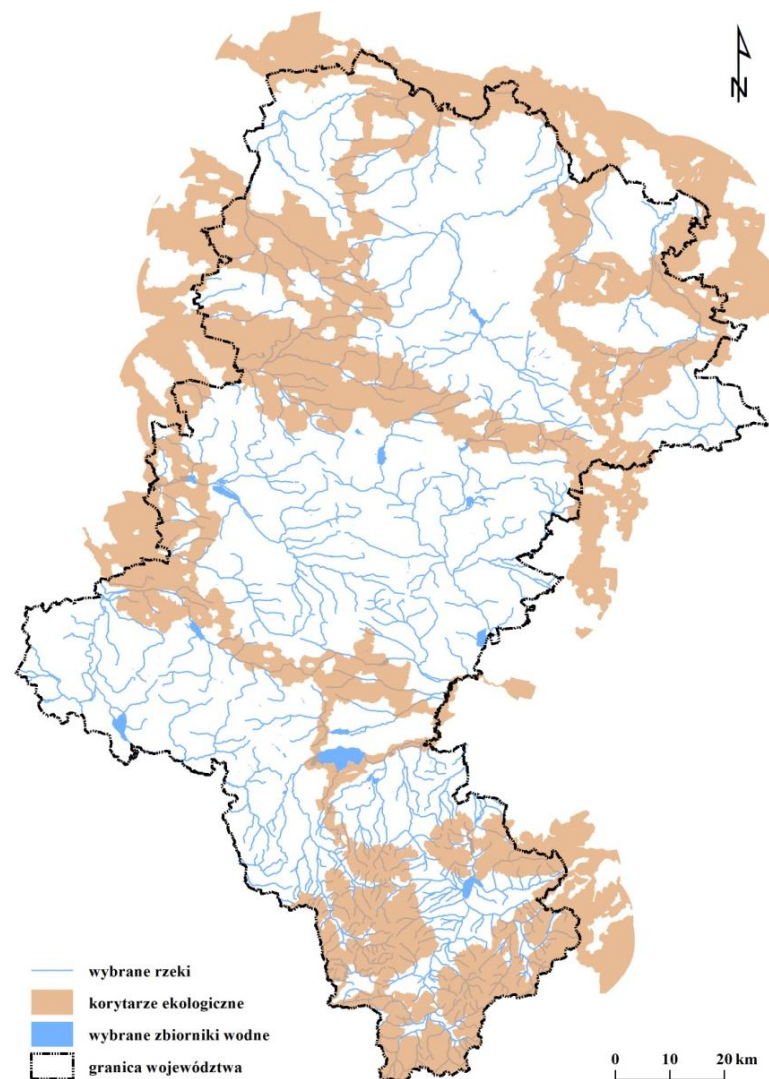 N
wybrane rzeki
korytarze ekologiczne
wybrane zbiorniki wodne
granica województwa
0 10 20 km